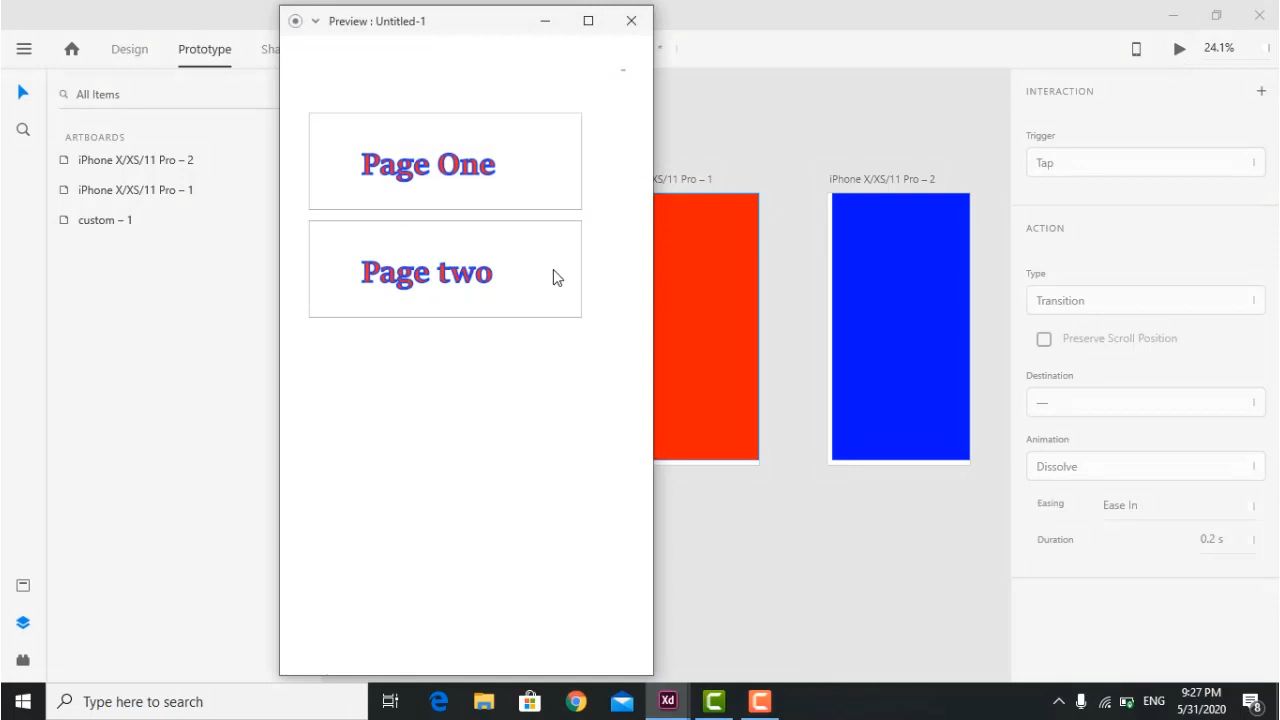 Preview : Untitled-1
Design
Prototype
Sha
24.1%
All Items
ARTBOARDS
iPhone X/XS/11 Pro – 2
iPhone X/XS/11 Pro – 1
custom – 1
Page One
Page two
XS/11 Pro – 1
iPhone X/XS/11 Pro – 2
INTERACTION
Trigger
Tap
ACTION
Type
Transition
Preserve Scroll Position
Destination
—
Animation
Dissolve
Easing
Ease In
Duration
0.2 s
Type here to search
Xd
ENG
9:27 PM
5/31/2020
8